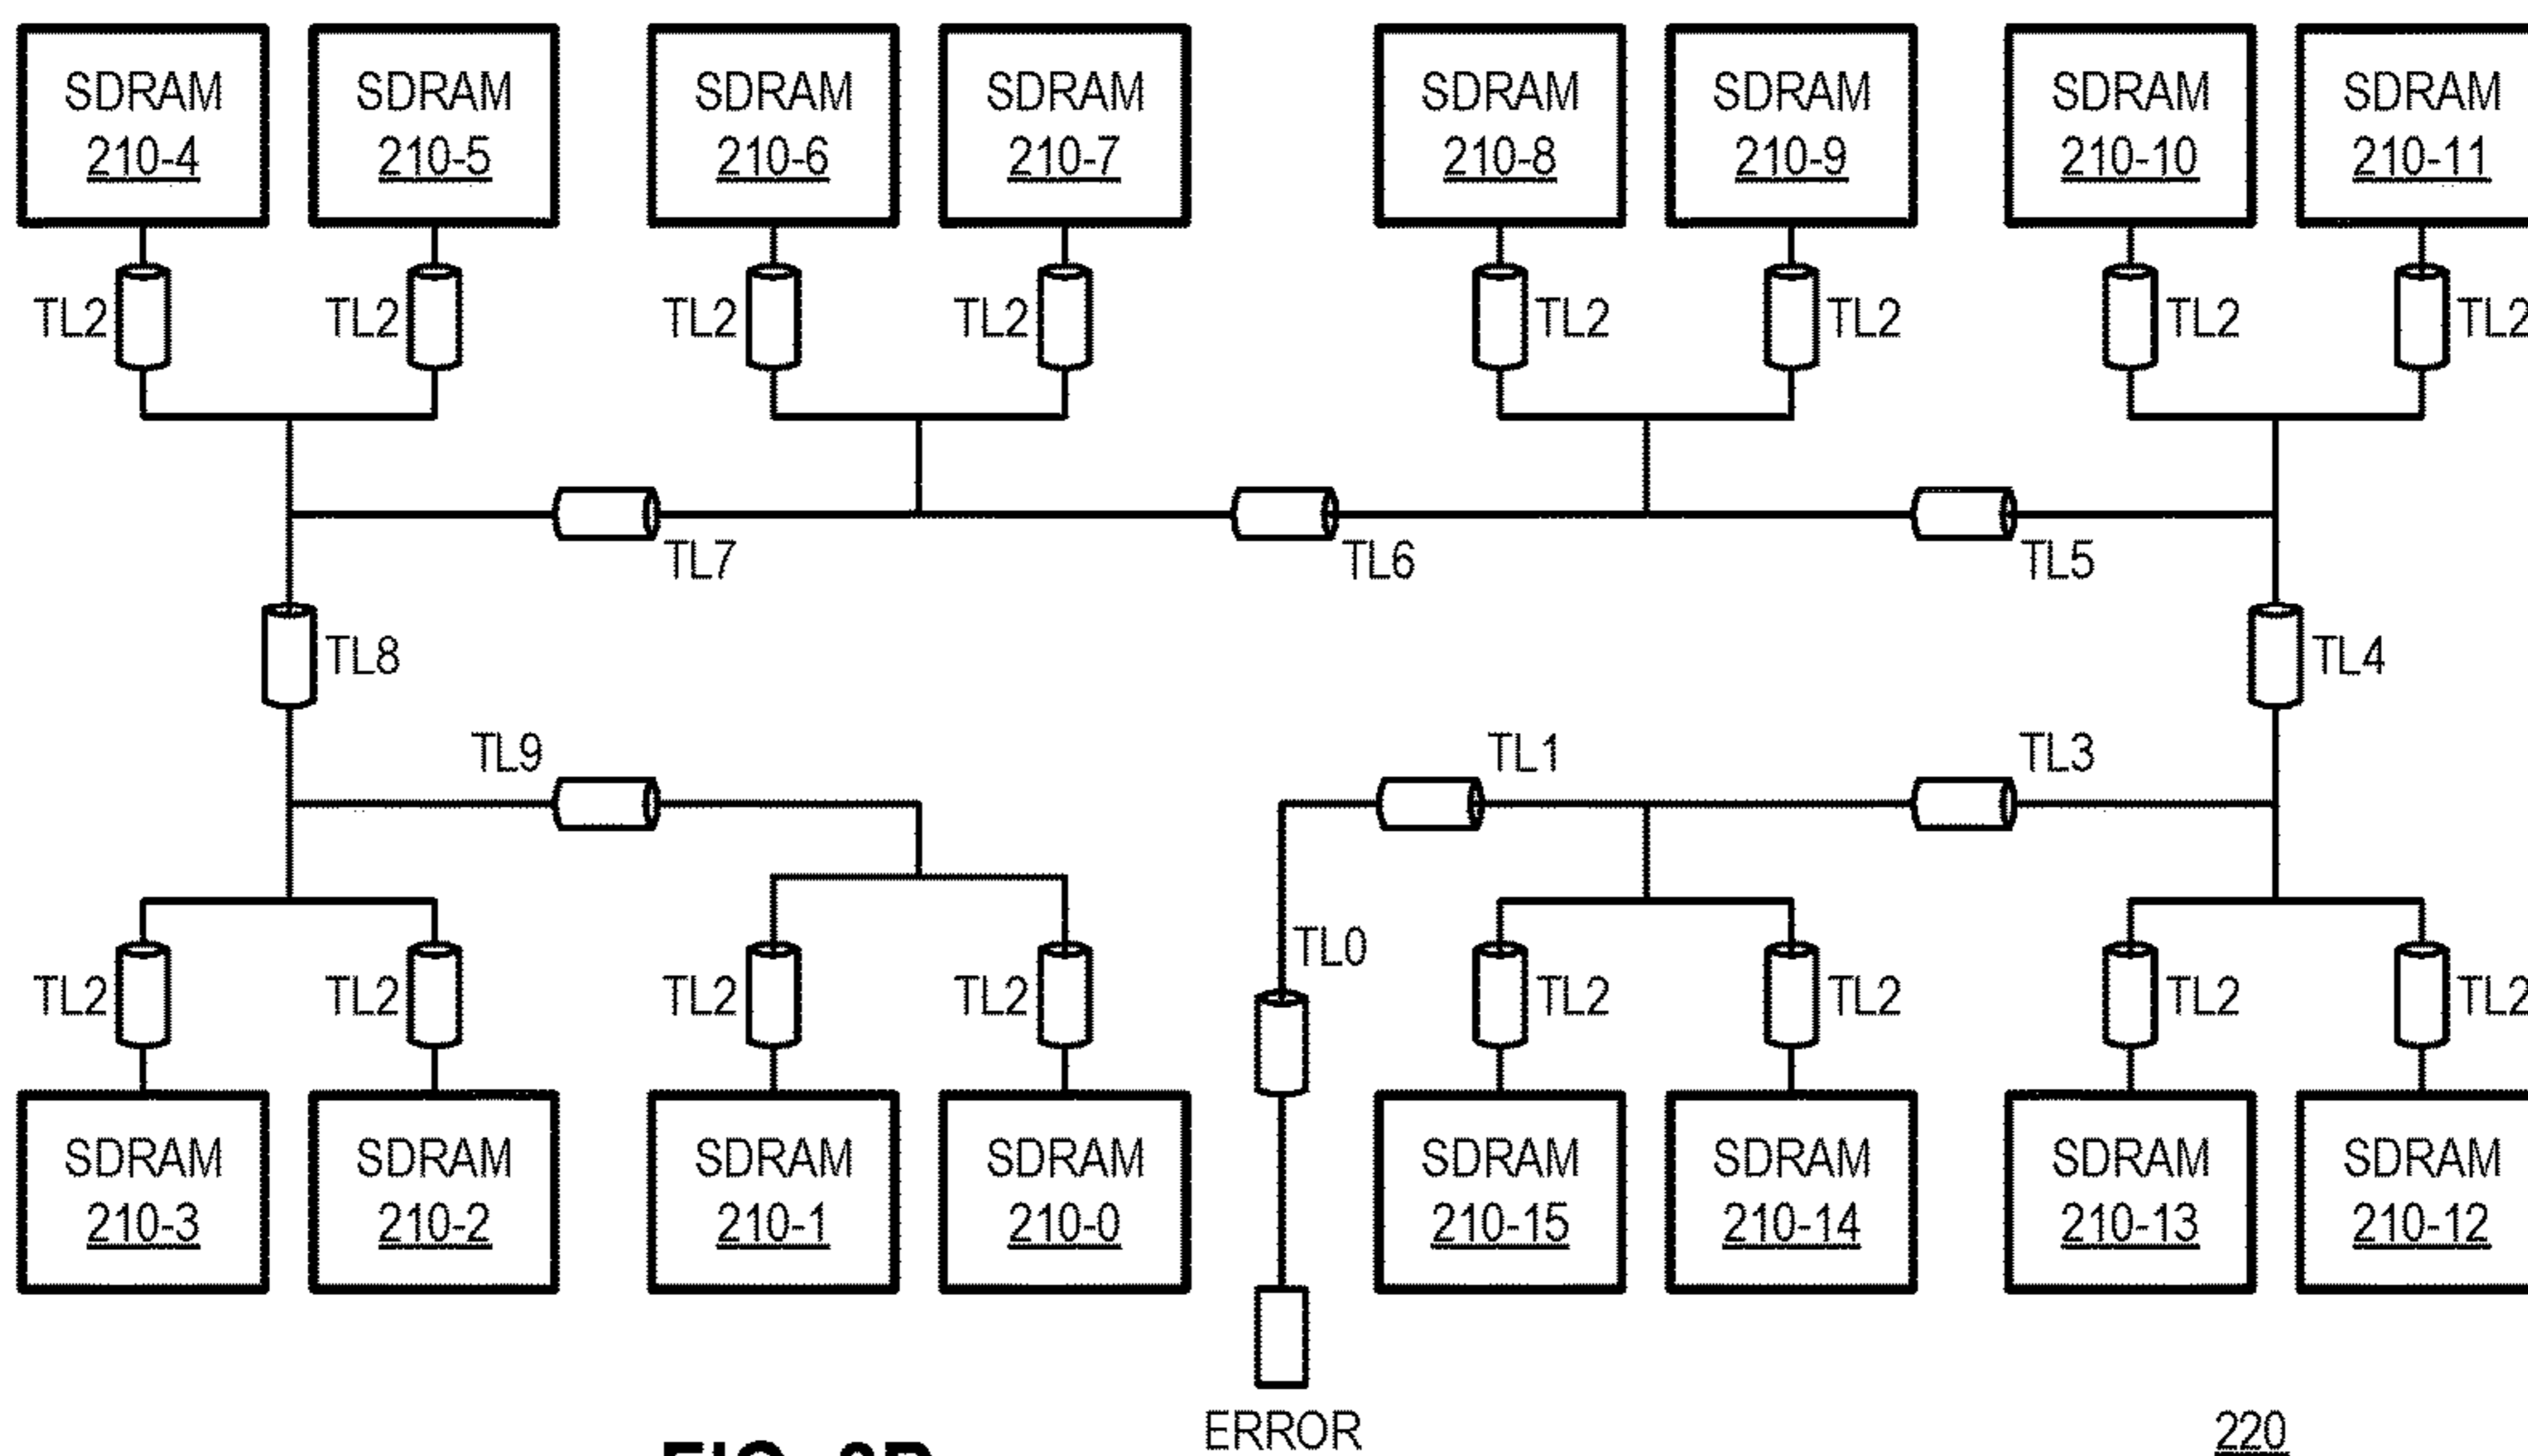 SDRAM SDRAM SDRAM SDRAM SDRAM SDRAM SDRAM SDRAM
210-4 210-5 210-6 210-7 210-8 210-9 210-10 210-11
TL2 TL2 TL2 TL2 TL2 TL2 TL2 TL2
TL7 TL6 TL5
TL8 TL4
TL9 TL1 TL3
TL0
TL2 TL2 TL2 TL2 TL2 TL2 TL2 TL2
SDRAM SDRAM SDRAM SDRAM SDRAM SDRAM SDRAM SDRAM
210-3 210-2 210-1 210-0 210-15 210-14 210-13 210-12
ERROR 220